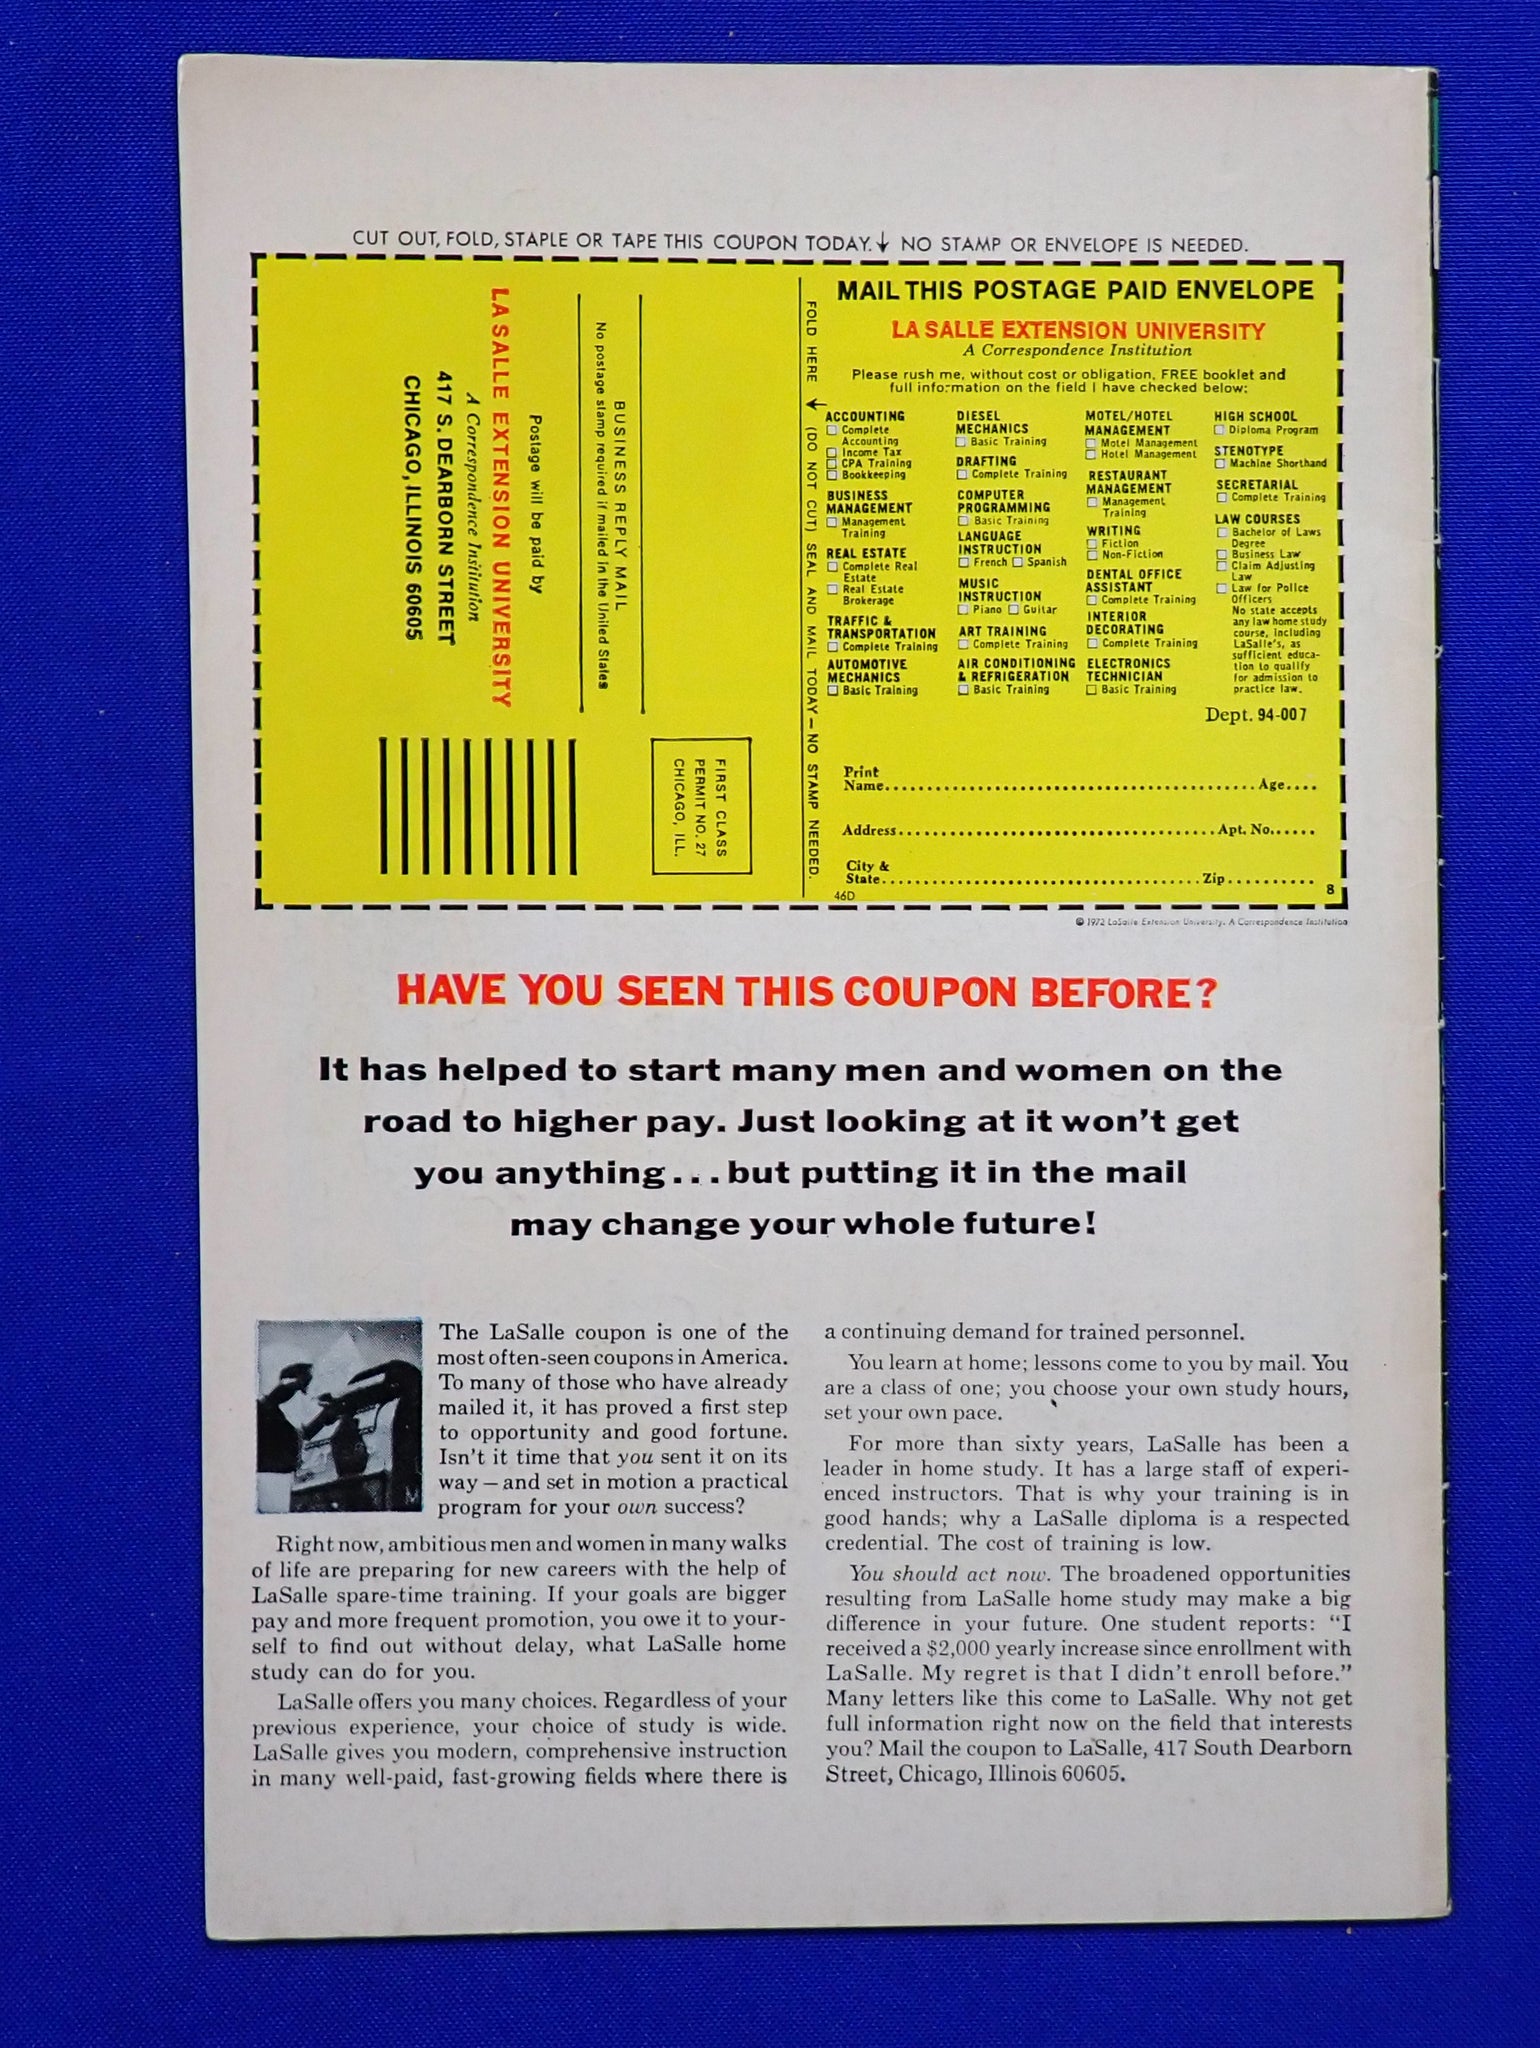 CUT OUT, FOLD, STAPLE OR TAPE THIS COUPON TODAY.↓ NO STAMP OR ENVELOPE IS NEEDED.
BUSINESS REPLY MAIL
No postage stamp required if mailed in the United States
Postage will be paid by
LA SALLE EXTENSION UNIVERSITY
A Correspondence Institution
417 S. DEARBORN STREET
CHICAGO, ILLINOIS 60605
FIRST CLASS
PERMIT NO. 27
CHICAGO, ILL.
FOLD HERE ← (DO NOT CUT) SEAL AND MAIL TODAY — NO STAMP NEEDED.
MAIL THIS POSTAGE PAID ENVELOPE
LA SALLE EXTENSION UNIVERSITY
A Correspondence Institution
Please rush me, without cost or obligation, FREE booklet and
full information on the field I have checked below:
ACCOUNTING
☐ Complete
Accounting
☐ Income Tax
☐ CPA Training
☐ Bookkeeping
BUSINESS
MANAGEMENT
☐ Management
Training
REAL ESTATE
☐ Complete Real
Estate
☐ Real Estate
Brokerage
TRAFFIC &
TRANSPORTATION
☐ Complete Training
AUTOMOTIVE
MECHANICS
☐ Basic Training
DIESEL
MECHANICS
☐ Basic Training
DRAFTING
☐ Complete Training
COMPUTER
PROGRAMMING
☐ Basic Training
LANGUAGE
INSTRUCTION
☐ French ☐ Spanish
MUSIC
INSTRUCTION
☐ Piano ☐ Guitar
ART TRAINING
☐ Complete Training
AIR CONDITIONING
& REFRIGERATION
☐ Basic Training
MOTEL/HOTEL
MANAGEMENT
☐ Motel Management
☐ Hotel Management
RESTAURANT
MANAGEMENT
☐ Management
Training
WRITING
☐ Fiction
☐ Non-Fiction
DENTAL OFFICE
ASSISTANT
☐ Complete Training
INTERIOR
DECORATING
☐ Complete Training
ELECTRONICS
TECHNICIAN
☐ Basic Training
HIGH SCHOOL
☐ Diploma Program
STENOTYPE
☐ Machine Shorthand
SECRETARIAL
☐ Complete Training
LAW COURSES
☐ Bachelor of Laws
Degree
☐ Business Law
☐ Claim Adjusting
Law
☐ Law for Police
Officers
No state accepts
any law home study
course, including
LaSalle's, as
sufficient educa-
tion to qualify
for admission to
practice law.
Dept. 94-007
Print
Name..........Age....
Address..........Apt. No......
City &
State..........Zip..........
46D 8
© 1972 LaSalle Extension University. A Correspondence Institution
HAVE YOU SEEN THIS COUPON BEFORE?
It has helped to start many men and women on the
road to higher pay. Just looking at it won't get
you anything...but putting it in the mail
may change your whole future!
The LaSalle coupon is one of the
most often-seen coupons in America.
To many of those who have already
mailed it, it has proved a first step
to opportunity and good fortune.
Isn't it time that you sent it on its
way — and set in motion a practical
program for your own success?
Right now, ambitious men and women in many walks
of life are preparing for new careers with the help of
LaSalle spare-time training. If your goals are bigger
pay and more frequent promotion, you owe it to your-
self to find out without delay, what LaSalle home
study can do for you.
LaSalle offers you many choices. Regardless of your
previous experience, your choice of study is wide.
LaSalle gives you modern, comprehensive instruction
in many well-paid, fast-growing fields where there is
a continuing demand for trained personnel.
You learn at home; lessons come to you by mail. You
are a class of one; you choose your own study hours,
set your own pace.
For more than sixty years, LaSalle has been a
leader in home study. It has a large staff of experi-
enced instructors. That is why your training is in
good hands; why a LaSalle diploma is a respected
credential. The cost of training is low.
You should act now. The broadened opportunities
resulting from LaSalle home study may make a big
difference in your future. One student reports: "I
received a $2,000 yearly increase since enrollment with
LaSalle. My regret is that I didn't enroll before."
Many letters like this come to LaSalle. Why not get
full information right now on the field that interests
you? Mail the coupon to LaSalle, 417 South Dearborn
Street, Chicago, Illinois 60605.